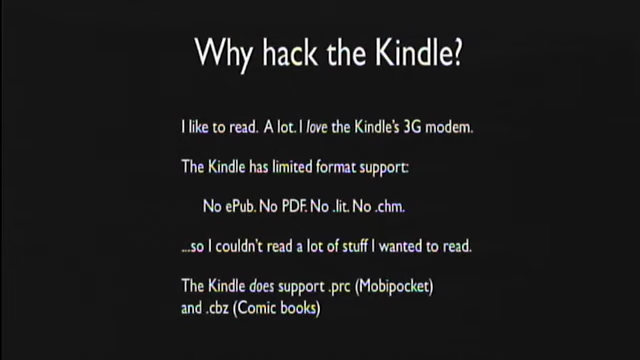 Why hack the Kindle?
I like to read. A lot. I love the Kindle's 3G modem.
The Kindle has limited format support:
No ePub. No PDF. No .lit. No .chm.
...so I couldn't read a lot of stuff I wanted to read.
The Kindle does support .prc (Mobipocket)
and .cbz (Comic books)